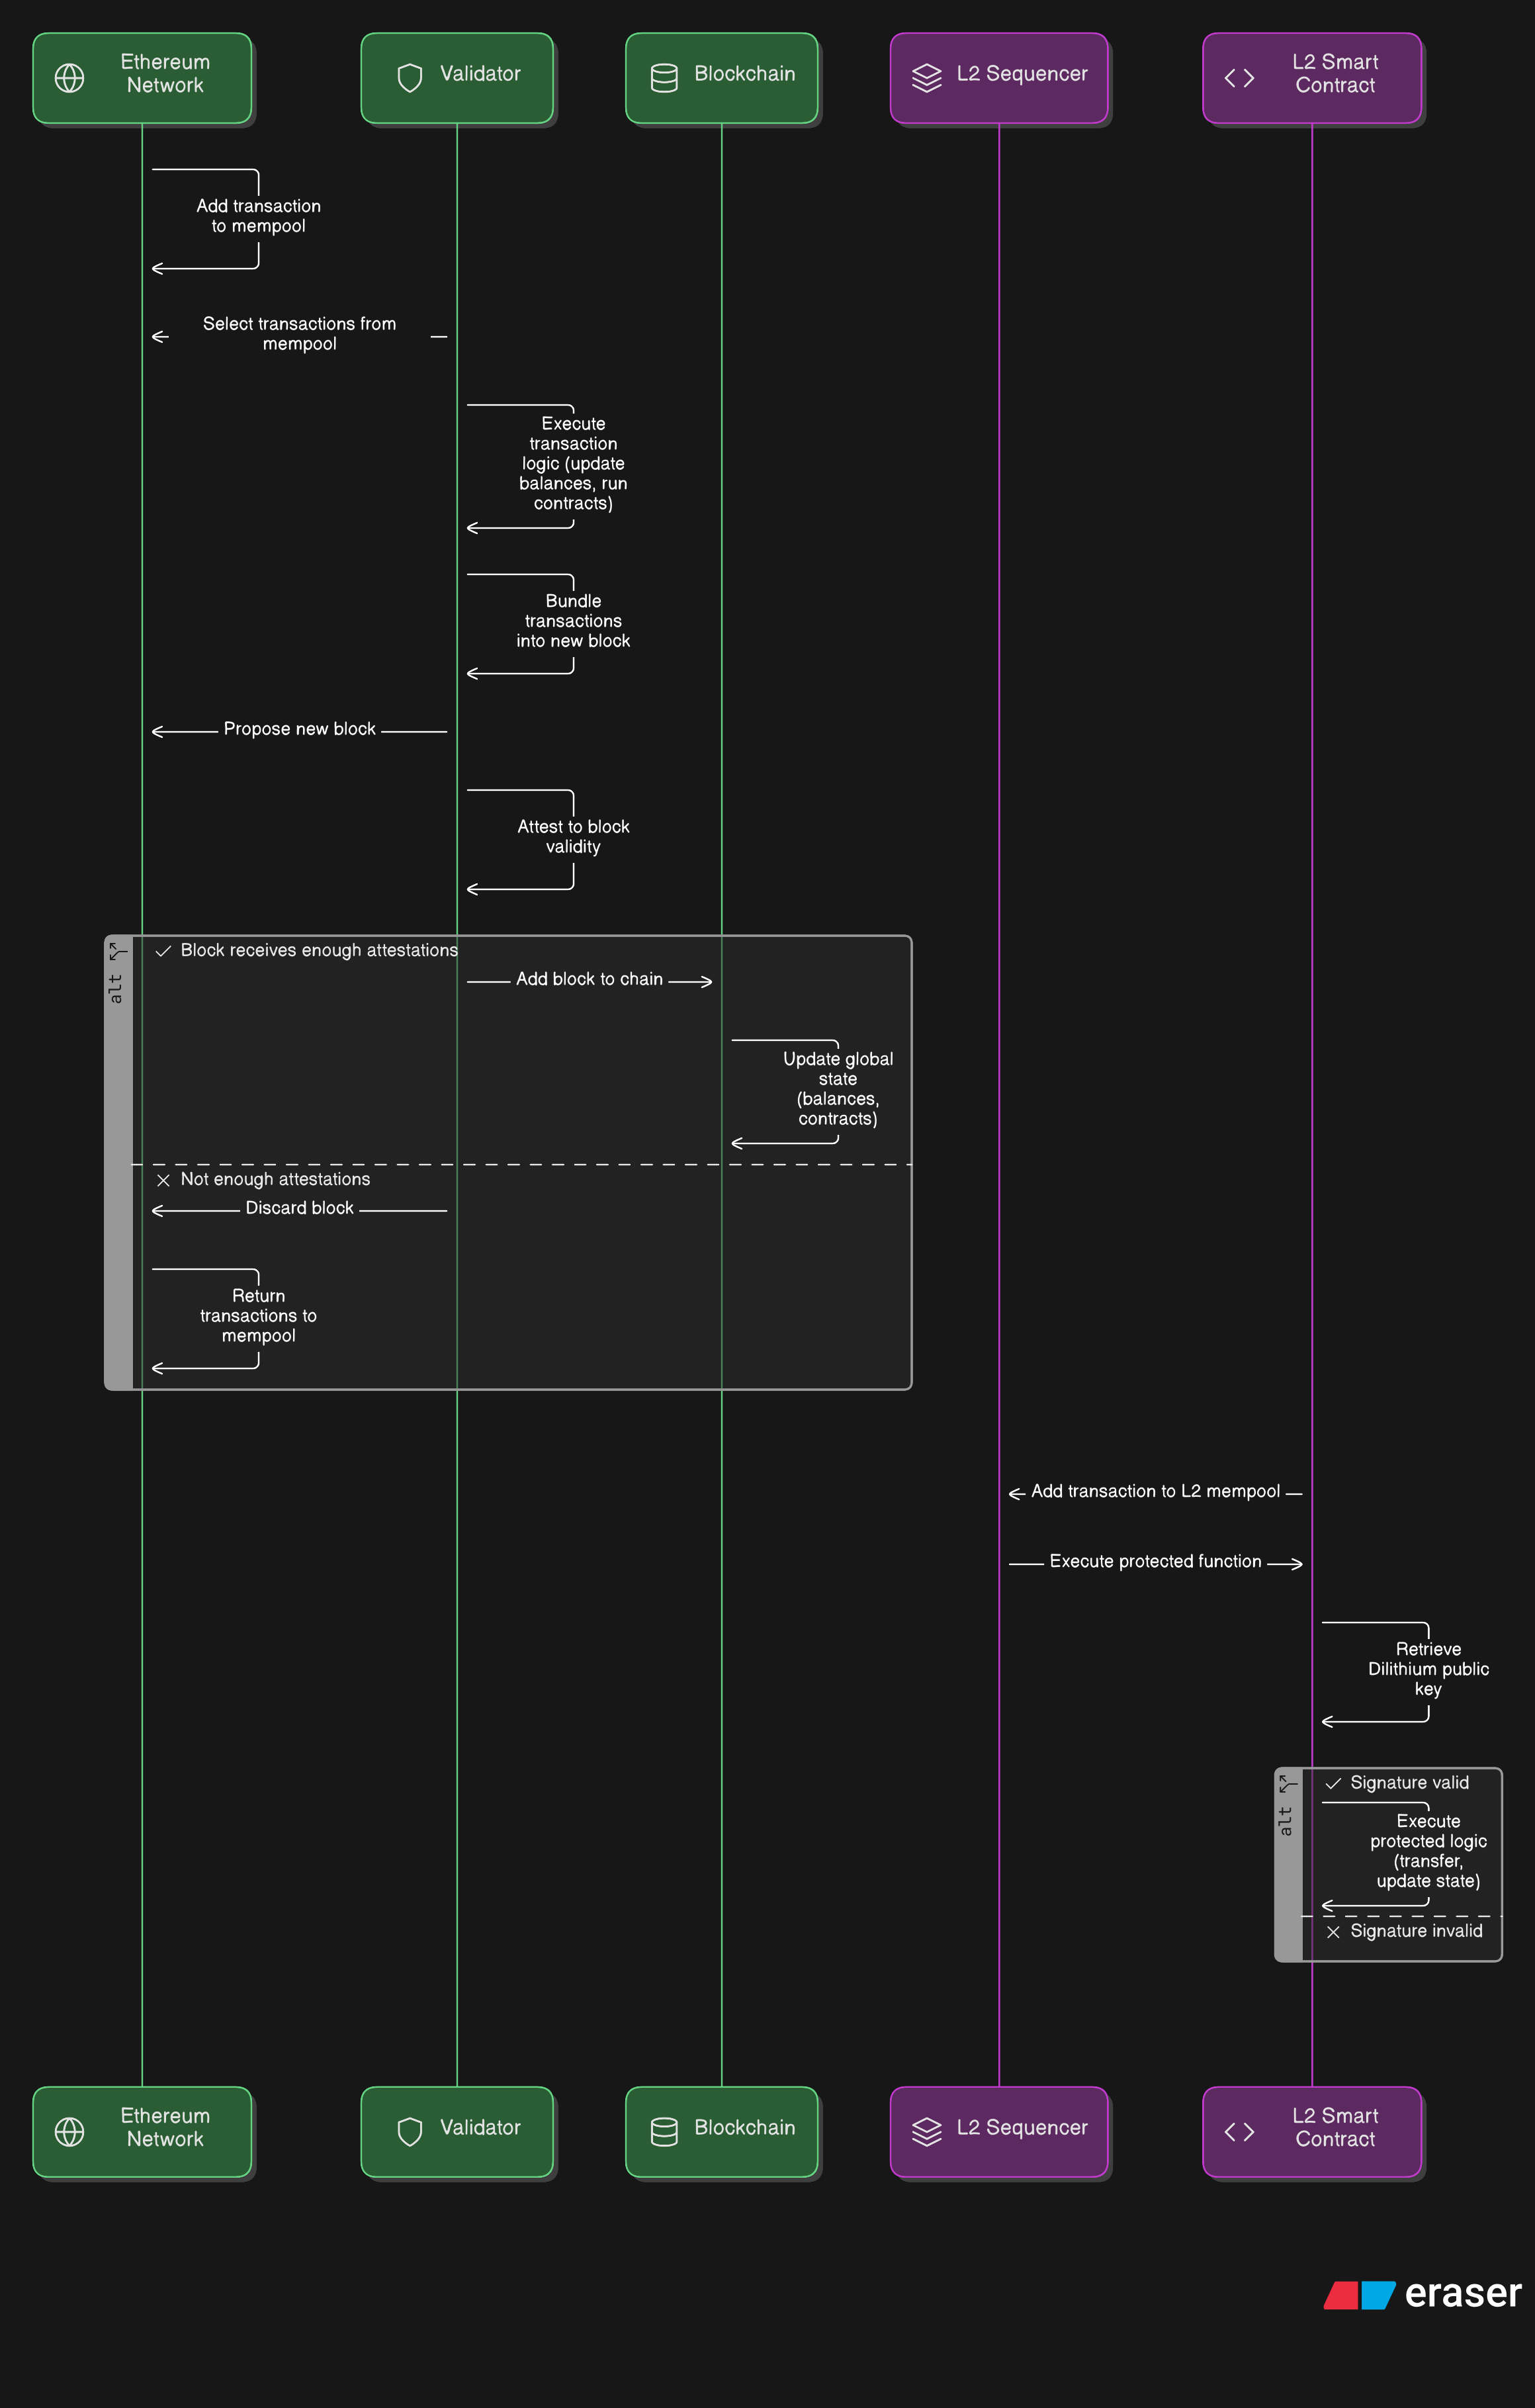 Ethereum
Network
Validator
Blockchain
L2 Sequencer
L2 Smart
Contract
Add transaction
to mempool
Select transactions from
mempool
Execute
transaction
logic (update
balances, run
contracts)
Bundle
transactions
into new block
Propose new block
Attest to block
validity
alt
Block receives enough attestations
Add block to chain
Update global
state
(balances,
contracts)
Not enough attestations
Discard block
Return
transactions to
mempool
Add transaction to L2 mempool
Execute protected function
Retrieve
Dilithium public
key
alt
Signature valid
Execute
protected logic
(transfer,
update state)
Signature invalid
Ethereum
Network
Validator
Blockchain
L2 Sequencer
L2 Smart
Contract
eraser